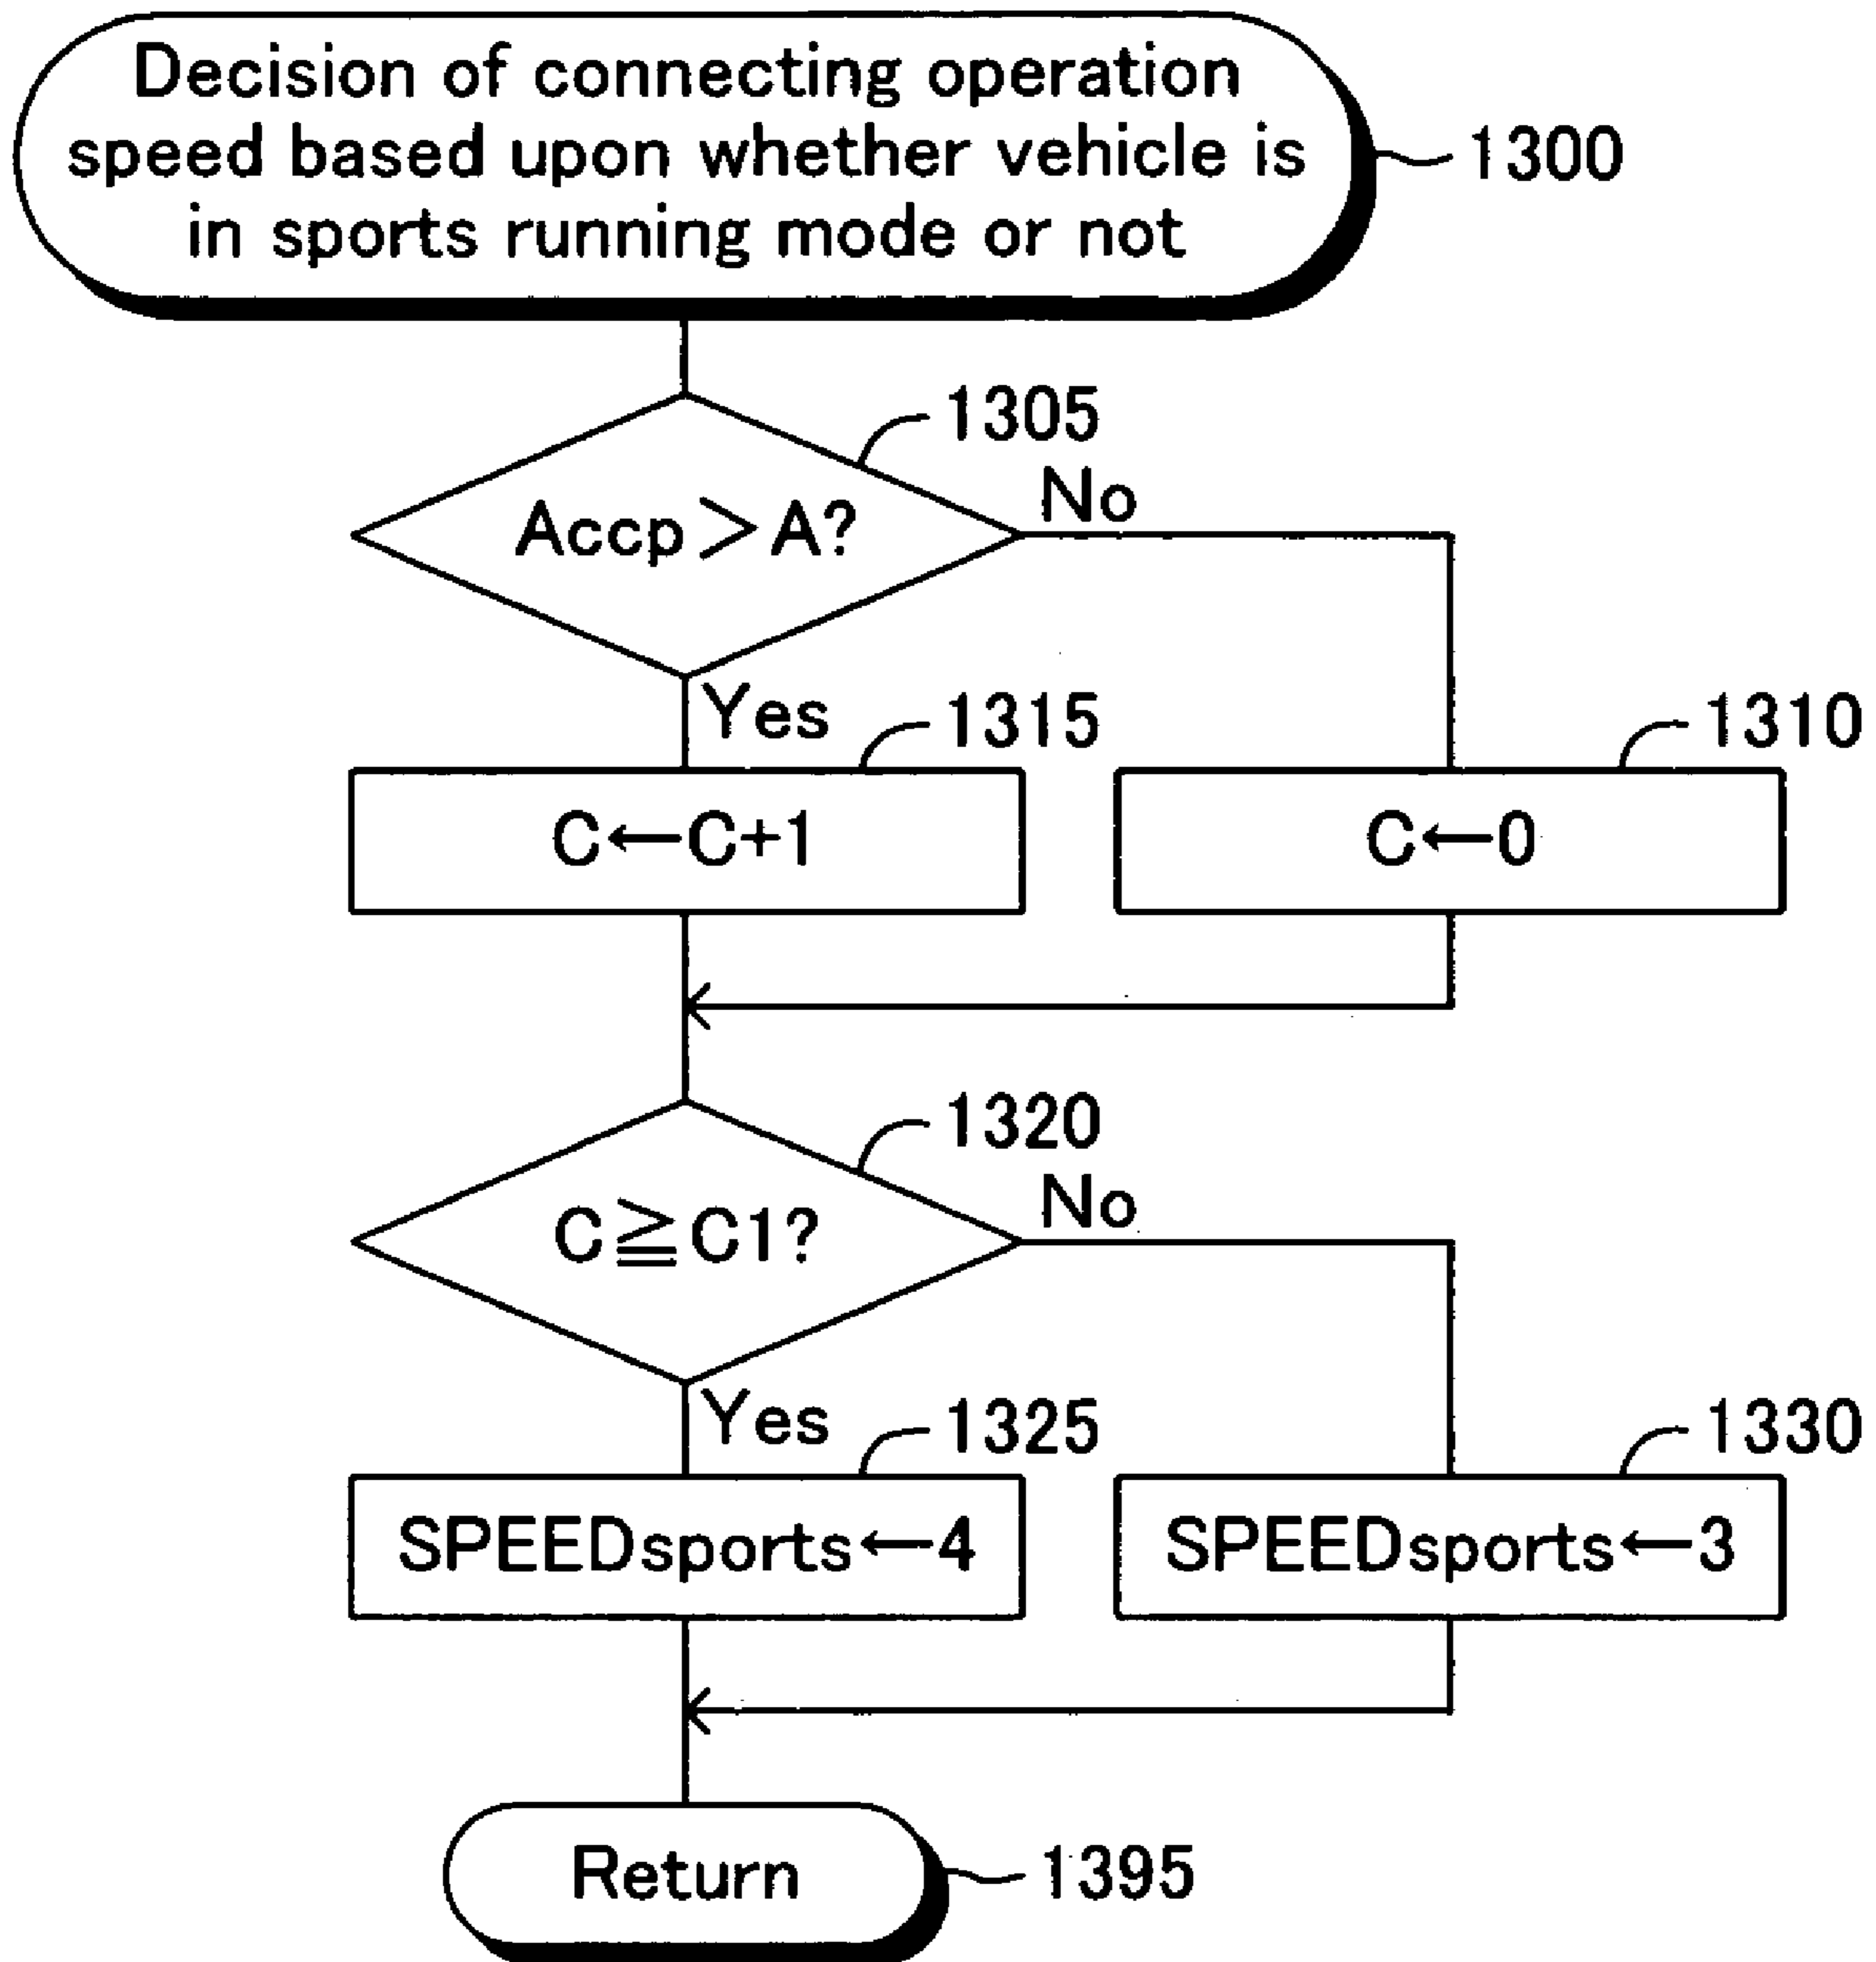 Decision of connecting operation
speed based upon whether vehicle is
in sports running mode or not
1300
1305
Accp>A?
No
Yes
1315
1310
C←C+1
C←0
1320
C≧C1?
No
Yes
1325
1330
SPEEDsports←4
SPEEDsports←3
Return
1395